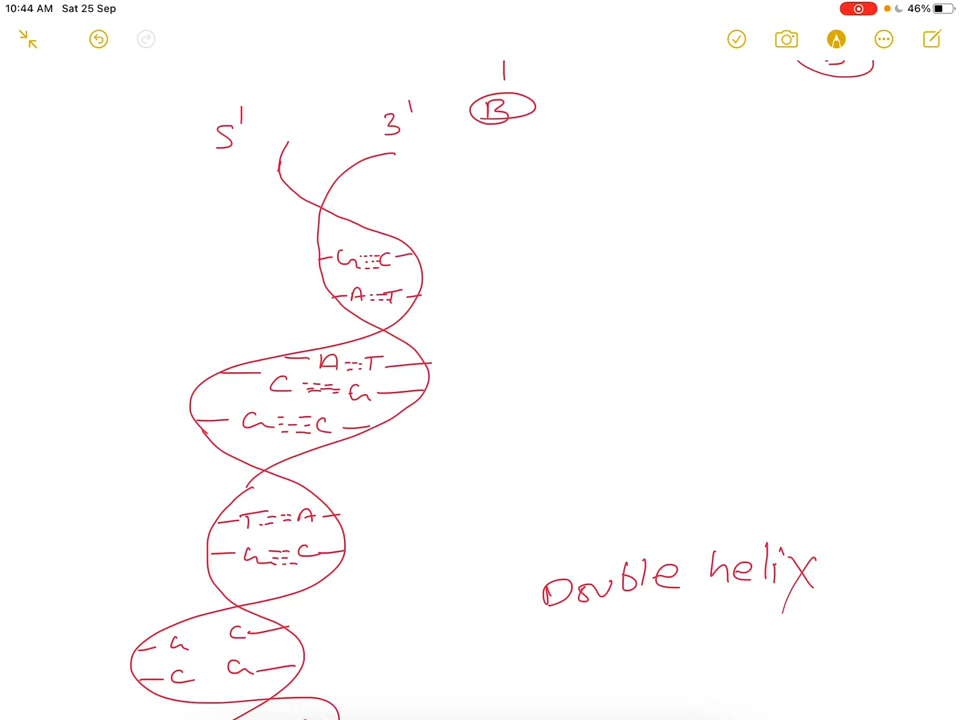 10:44 AM Sat 25 Sep 46%
5' 3' B
G C
A T
A T
C G
G C
T A
G C
G C
C G
Double helix